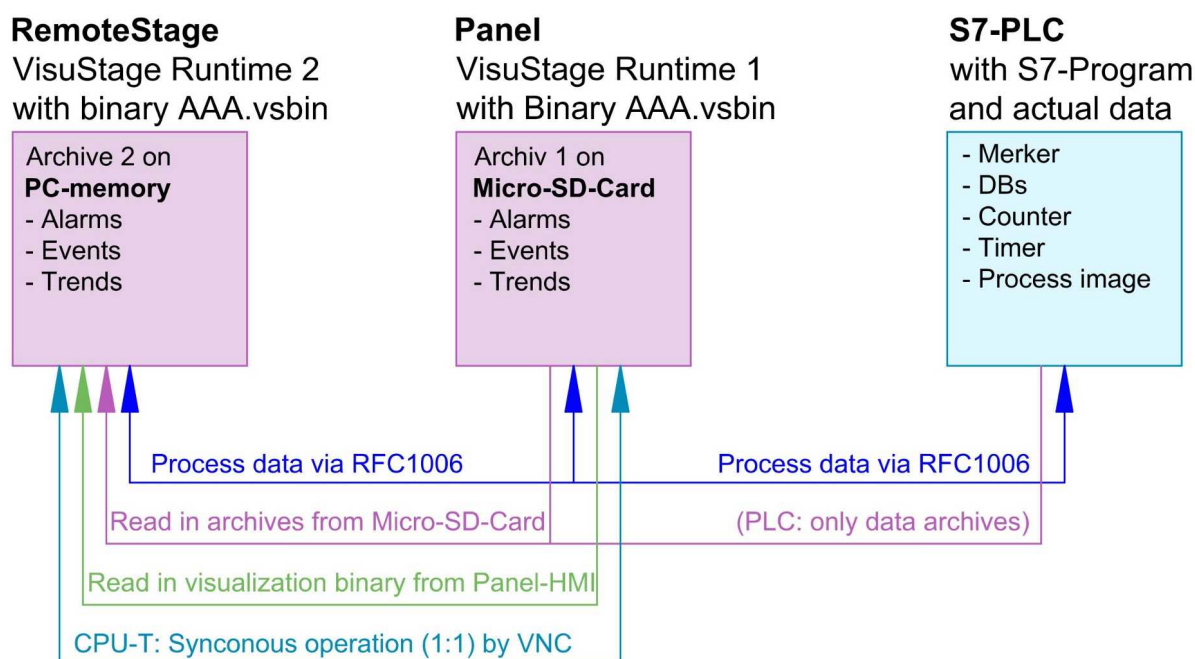 RemoteStage
VisuStage Runtime 2
with binary AAA.vsbin
Archive 2 on
PC-memory
- Alarms
- Events
- Trends
Panel
VisuStage Runtime 1
with Binary AAA.vsbin
Archiv 1 on
Micro-SD-Card
- Alarms
- Events
- Trends
S7-PLC
with S7-Program
and actual data
- Merker
- DBs
- Counter
- Timer
- Process image
Process data via RFC1006
Process data via RFC1006
Read in archives from Micro-SD-Card
(PLC: only data archives)
Read in visualization binary from Panel-HMI
CPU-T: Synconous operation (1:1) by VNC